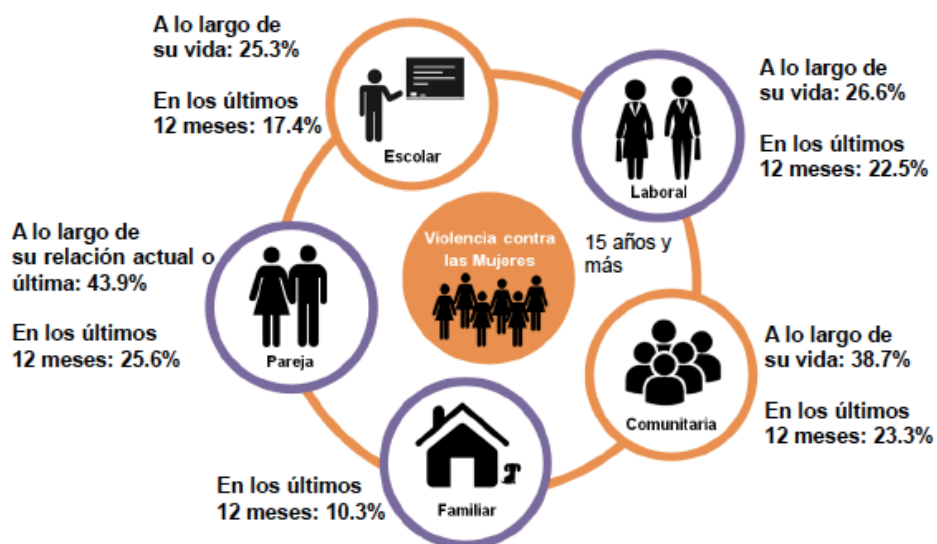 A lo largo de
su vida: 25.3%
En los últimos
12 meses: 17.4%
Escolar
A lo largo de
su vida: 26.6%
En los últimos
12 meses: 22.5%
Laboral
Violencia contra
las Mujeres
15 años y
más
A lo largo de
su relación actual o
última: 43.9%
En los últimos
12 meses: 25.6%
Pareja
A lo largo de
su vida: 38.7%
En los últimos
12 meses: 23.3%
Comunitaria
En los últimos
12 meses: 10.3%
Familiar